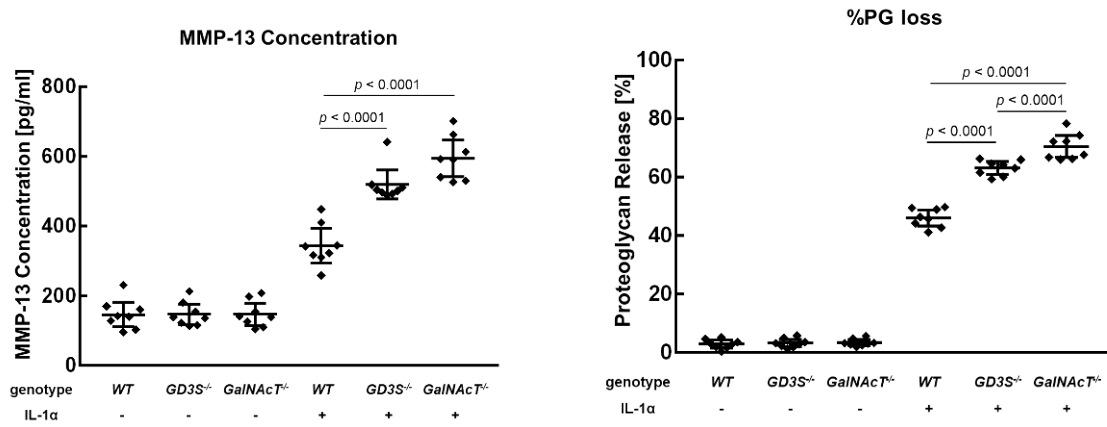 MMP-13 Concentration
MMP-13 Concentration [pg/ml]
800
600
400
200
0
p < 0.0001
p < 0.0001
genotype WT GD3S-/- GalNAcT-/- WT GD3S-/- GalNAcT-/-
IL-1α - - - + + +
%PG loss
Proteoglycan Release [%]
100
80
60
40
20
0
p < 0.0001
p < 0.0001
p < 0.0001
genotype WT GD3S-/- GalNAcT-/- WT GD3S-/- GalNAcT-/-
IL-1α - - - + + +